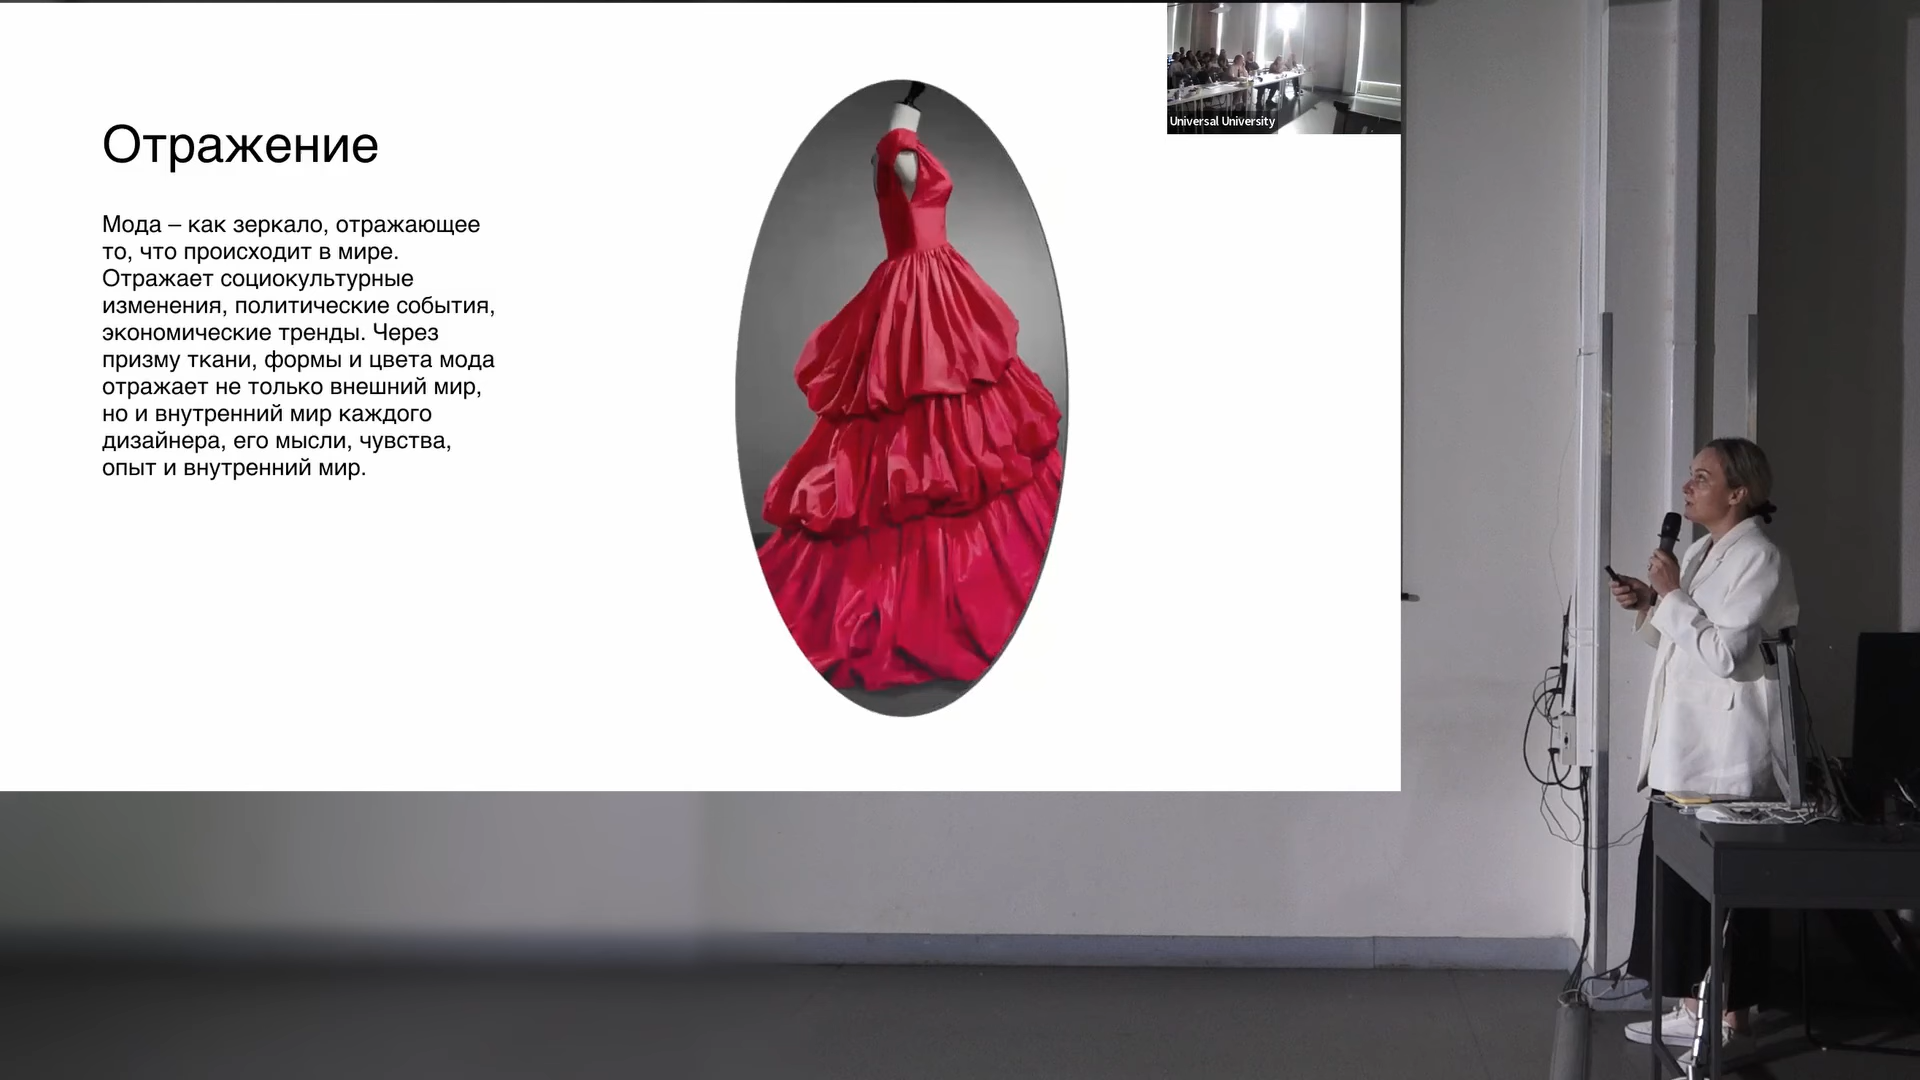 Отражение
Мода – как зеркало, отражающее
то, что происходит в мире.
Отражает социокультурные
изменения, политические события,
экономические тренды. Через
призму ткани, формы и цвета мода
отражает не только внешний мир,
но и внутренний мир каждого
дизайнера, его мысли, чувства,
опыт и внутренний мир.
Universal University